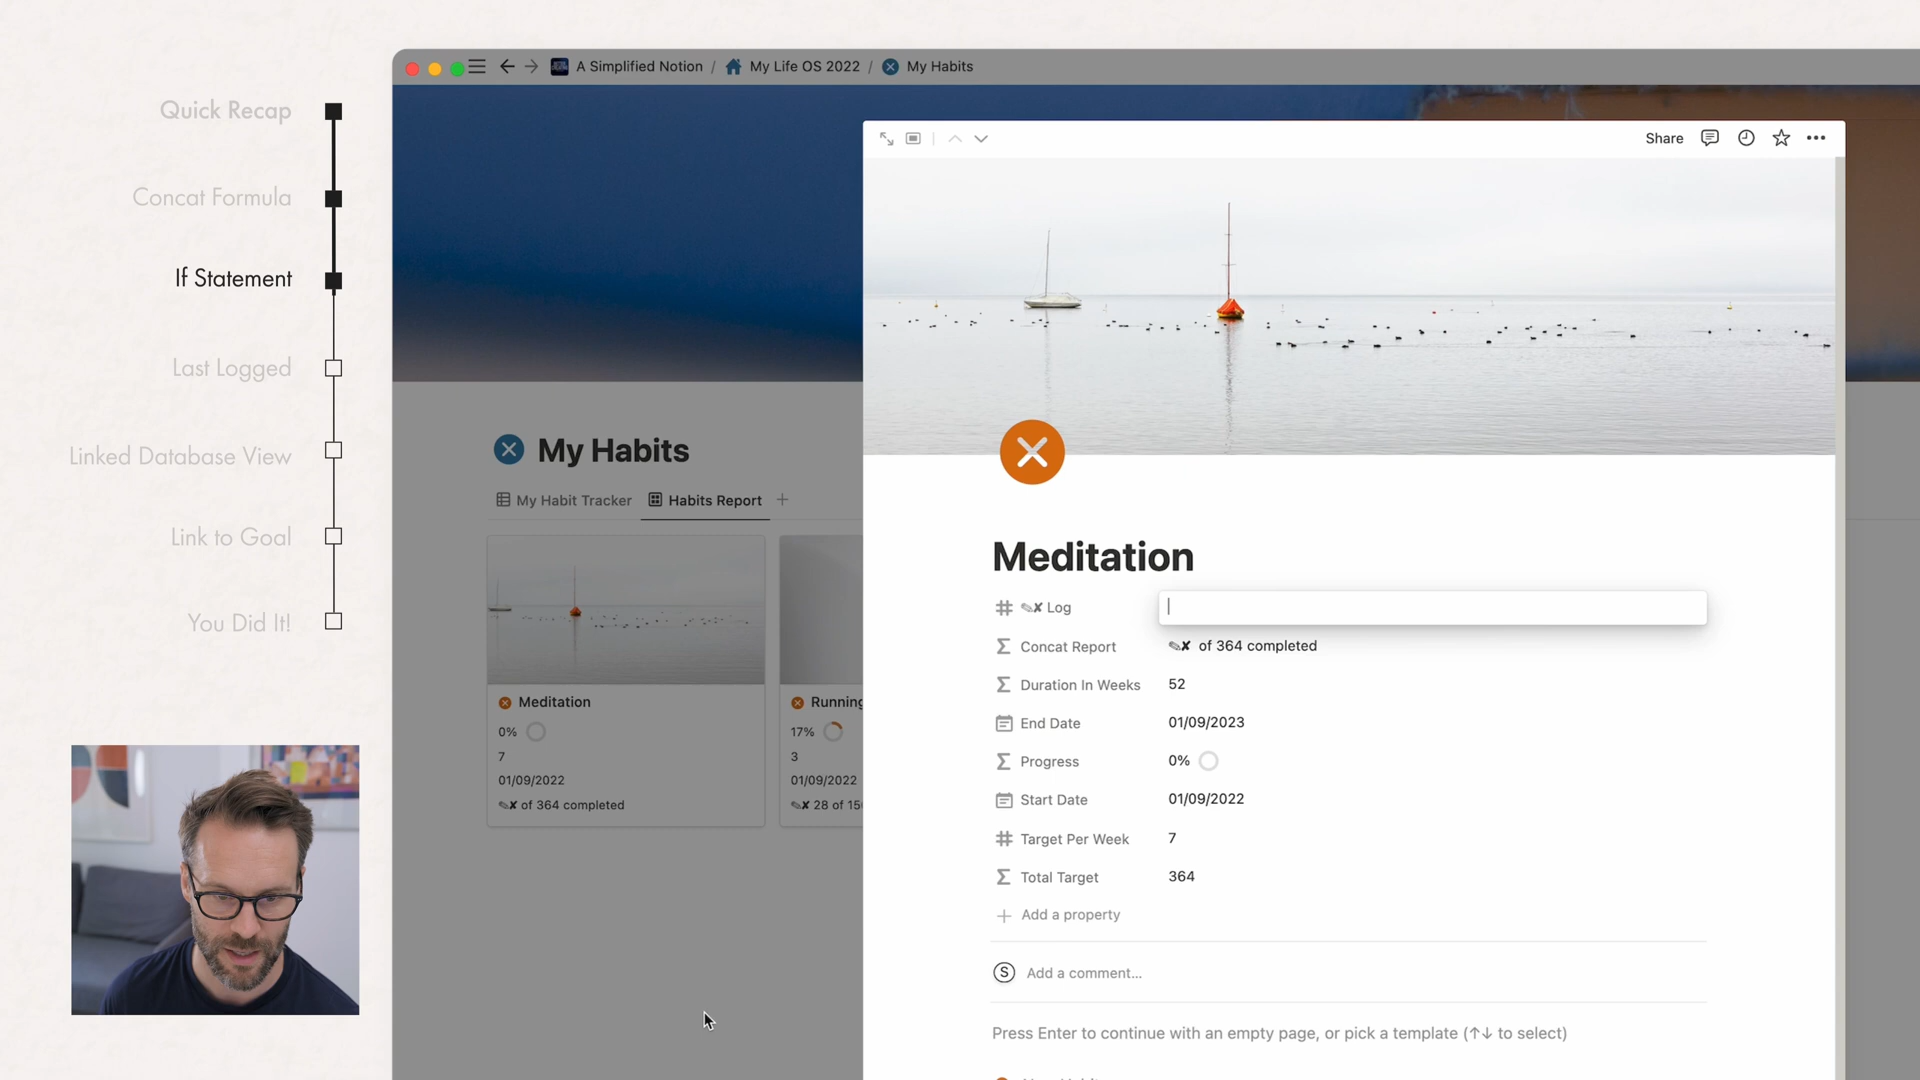 Quick Recap
Concat Formula
If Statement
Last Logged
Linked Database View
Link to Goal
You Did It!
A Simplified Notion / My Life OS 2022 / My Habits
My Habits
My Habit Tracker Habits Report
Meditation
0%
7
01/09/2022
✎✘ of 364 completed
Running
17%
3
01/09/2022
✎✘ 28 of 15
Share
Meditation
✎✘ Log
Concat Report ✎✘ of 364 completed
Duration In Weeks 52
End Date 01/09/2023
Progress 0%
Start Date 01/09/2022
Target Per Week 7
Total Target 364
Add a property
S Add a comment...
Press Enter to continue with an empty page, or pick a template (↑↓ to select)